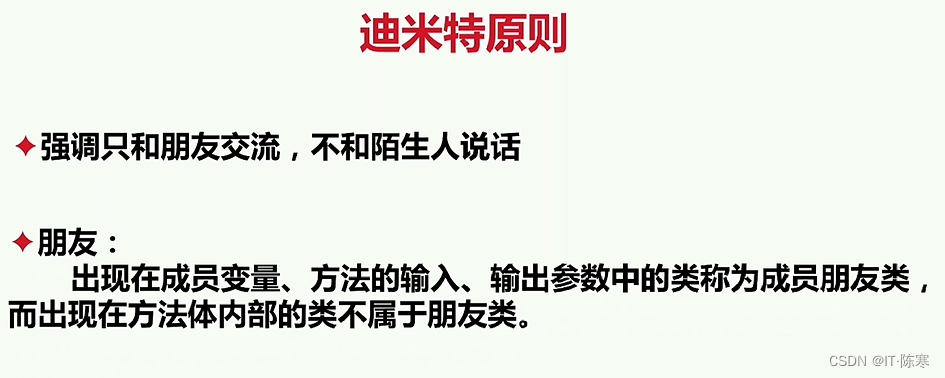 迪米特原则
✦强调只和朋友交流，不和陌生人说话
✦朋友：
出现在成员变量、方法的输入、输出参数中的类称为成员朋友类，
而出现在方法体内部的类不属于朋友类。
CSDN @IT·陈寒